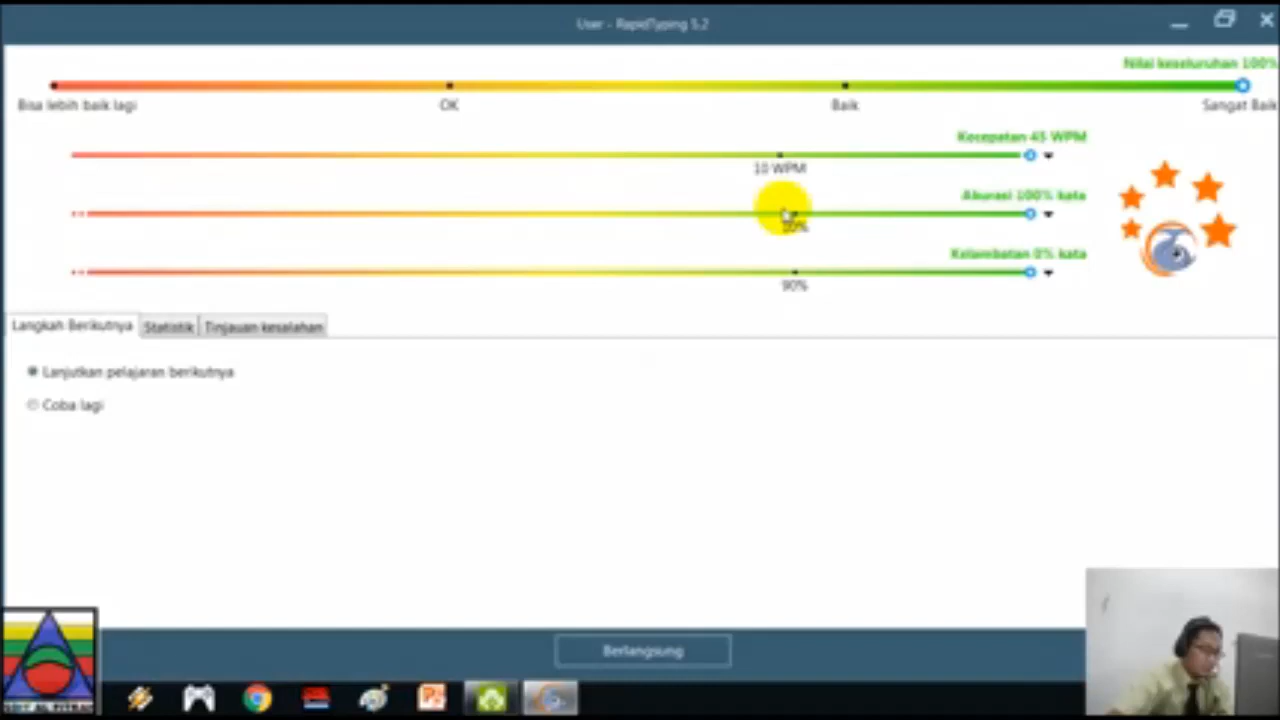 User - RapidTyping 5.2
Nilai keseluruhan 100%
Bisa lebih baik lagi
OK
Baik
Sangat Baik
Kecepatan 45 WPM
10 WPM
Akurasi 100% kata
Kelambatan 0% kata
90%
Langkah Berikutnya
Statistik
Tinjauan kesalahan
Lanjutkan pelajaran berikutnya
Coba lagi
Berlangsung